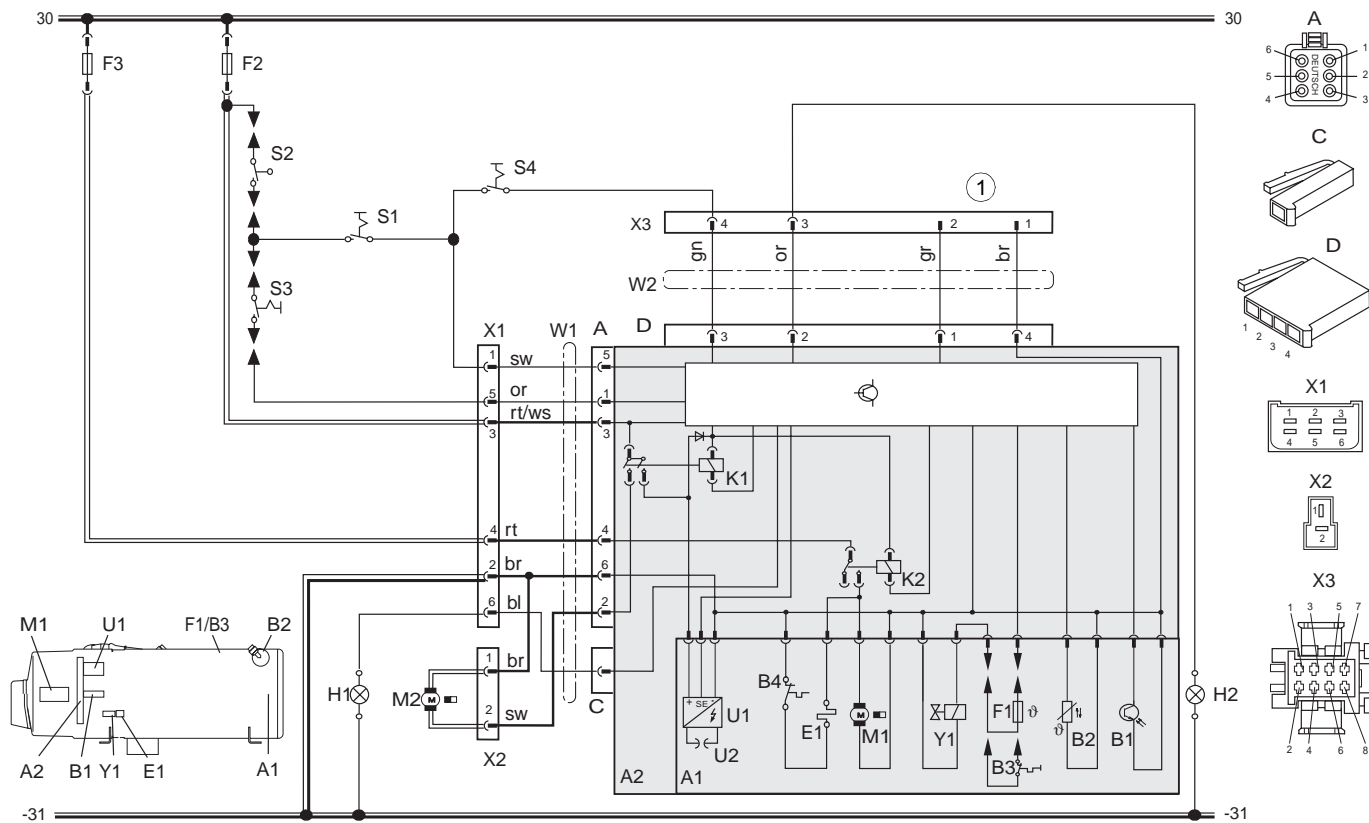 30
30
F3
F2
S2
S4
S1
S3
1
X3
4
3
2
1
gn
or
gr
br
W2
D
3
2
1
4
X1
W1
A
1
sw
5
5
or
1
rt/ws
3
3
K1
4
rt
4
2
br
6
K2
6
bl
2
H1
M2
M
1
br
2
sw
X2
C
+ SE
U1
U2
B4
E1
M
M1
Y1
F1
ϑ
B3
ϑ
B2
B1
A2
A1
H2
M1
U1
F1/B3
B2
A2
B1
Y1
E1
A1
-31
-31
A
DEUTSCH
6
1
5
2
4
3
C
D
1
2
3
4
X1
1
2
3
4
5
6
X2
1
2
X3
1
3
5
7
2
4
6
8